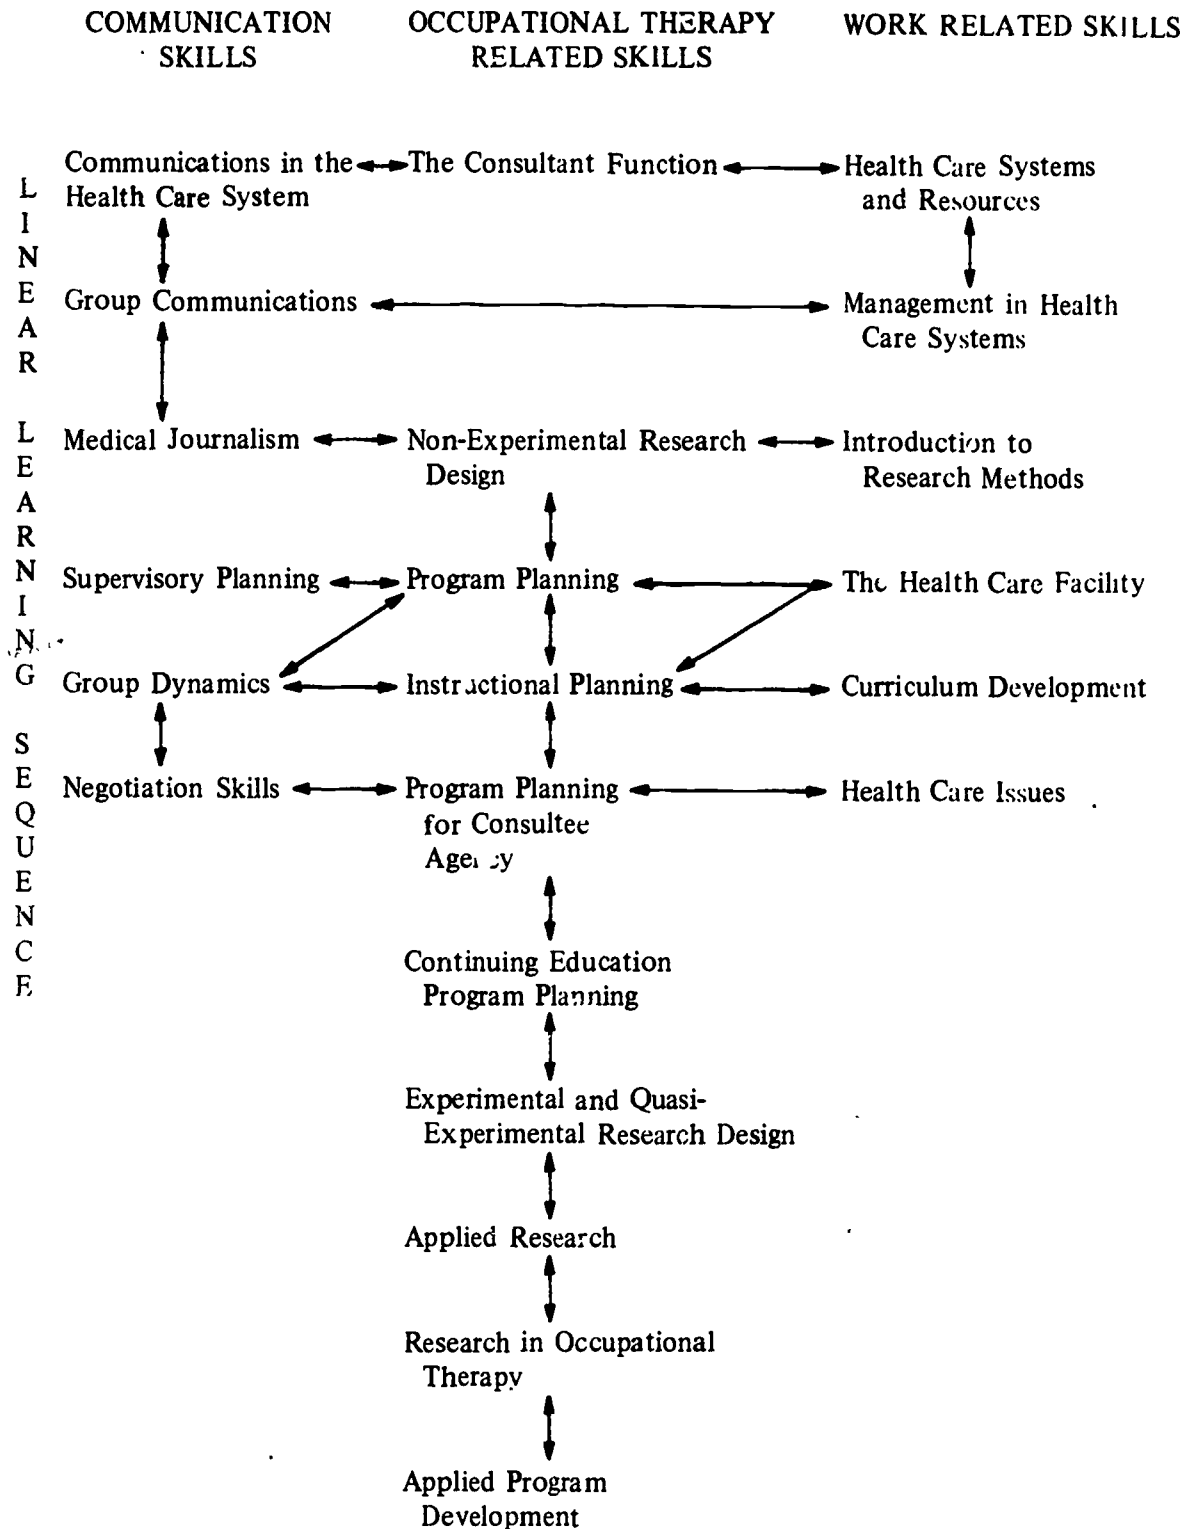 COMMUNICATION SKILLS
OCCUPATIONAL THERAPY RELATED SKILLS
WORK RELATED SKILLS
LINEAR LEARNING SEQUENCE
Communications in the
Health Care System
The Consultant Function
Health Care Systems
and Resources
Group Communications
Management in Health
Care Systems
Medical Journalism
Non-Experimental Research
Design
Introduction to
Research Methods
Supervisory Planning
Program Planning
The Health Care Facility
Group Dynamics
Instructional Planning
Curriculum Development
Negotiation Skills
Program Planning
for Consultee
Agency
Health Care Issues
Continuing Education
Program Planning
Experimental and Quasi-
Experimental Research Design
Applied Research
Research in Occupational
Therapy
Applied Program
Development